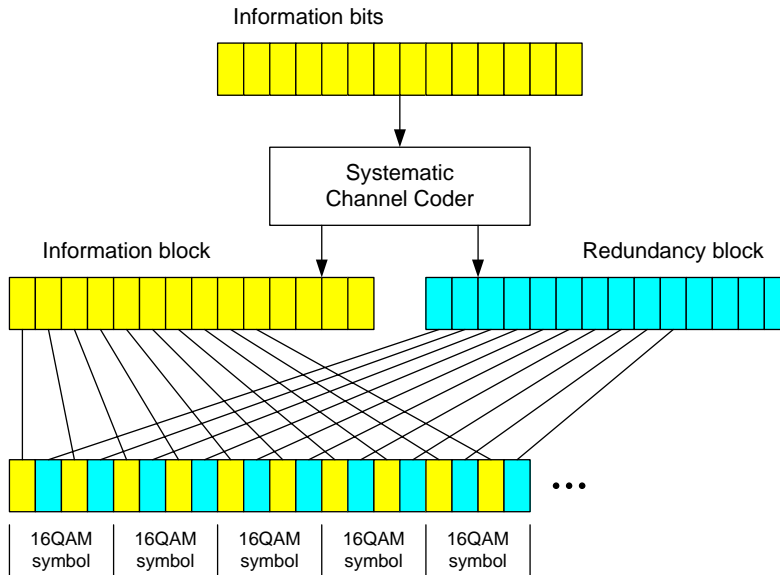 Information bits
Systematic
Channel Coder
Information block
Redundancy block
16QAM
symbol
16QAM
symbol
16QAM
symbol
16QAM
symbol
16QAM
symbol